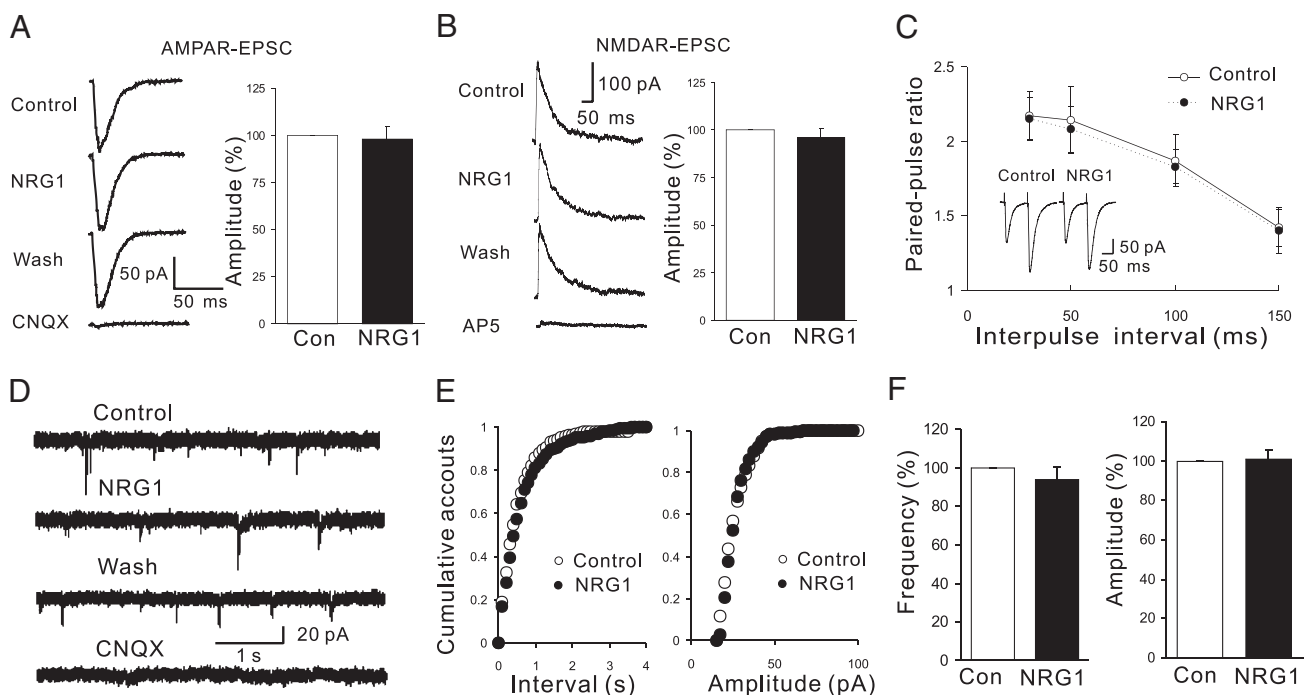 A
AMPAR-EPSC
Control
NRG1
Wash
50 pA
50 ms
CNQX
Amplitude (%)
125
100
75
50
25
0
Con NRG1
B
NMDAR-EPSC
Control
100 pA
50 ms
NRG1
Wash
AP5
Amplitude (%)
125
100
75
50
25
0
Con NRG1
C
Paired-pulse ratio
2.5
2
1.5
1
Control
NRG1
Control NRG1
50 pA
50 ms
0 50 100 150
Interpulse interval (ms)
D
Control
NRG1
Wash
20 pA
1 s
CNQX
E
Cumulative accouts
1
0.8
0.6
0.4
0.2
0
Control
NRG1
0 1 2 3 4
Interval (s)
1
0.8
0.6
0.4
0.2
0
Control
NRG1
0 50 100
Amplitude (pA)
F
Frequency (%)
120
100
80
60
40
20
0
Con NRG1
Amplitude (%)
120
100
80
60
40
20
0
Con NRG1